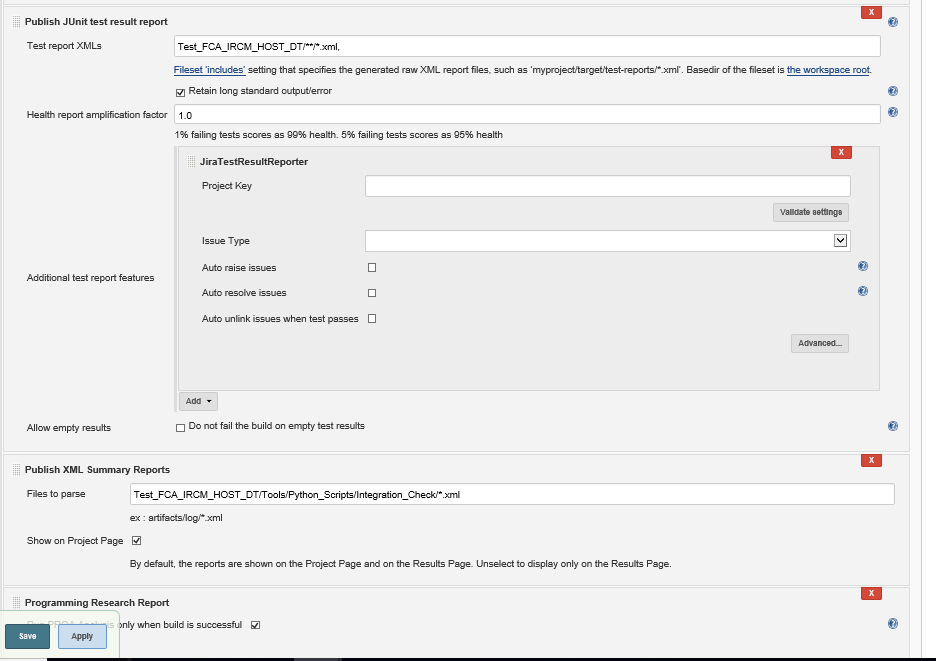 Publish JUnit test result report
X
Test report XMLs
Test_FCA_IRCM_HOST_DT/**/*.xml,
Fileset 'includes' setting that specifies the generated raw XML report files, such as 'myproject/target/test-reports/*.xml'. Basedir of the fileset is the workspace root.
Retain long standard output/error
Health report amplification factor
1.0
1% failing tests scores as 99% health. 5% failing tests scores as 95% health
JiraTestResultReporter
X
Project Key
Validate settings
Issue Type
Auto raise issues
Additional test report features
Auto resolve issues
Auto unlink issues when test passes
Advanced...
Add
Allow empty results
Do not fail the build on empty test results
Publish XML Summary Reports
X
Files to parse
Test_FCA_IRCM_HOST_DT/Tools/Python_Scripts/Integration_Check/*.xml
ex : artifacts/log/*.xml
Show on Project Page
By default, the reports are shown on the Project Page and on the Results Page. Unselect to display only on the Results Page.
Programming Research Report
X
only when build is successful
Save
Apply